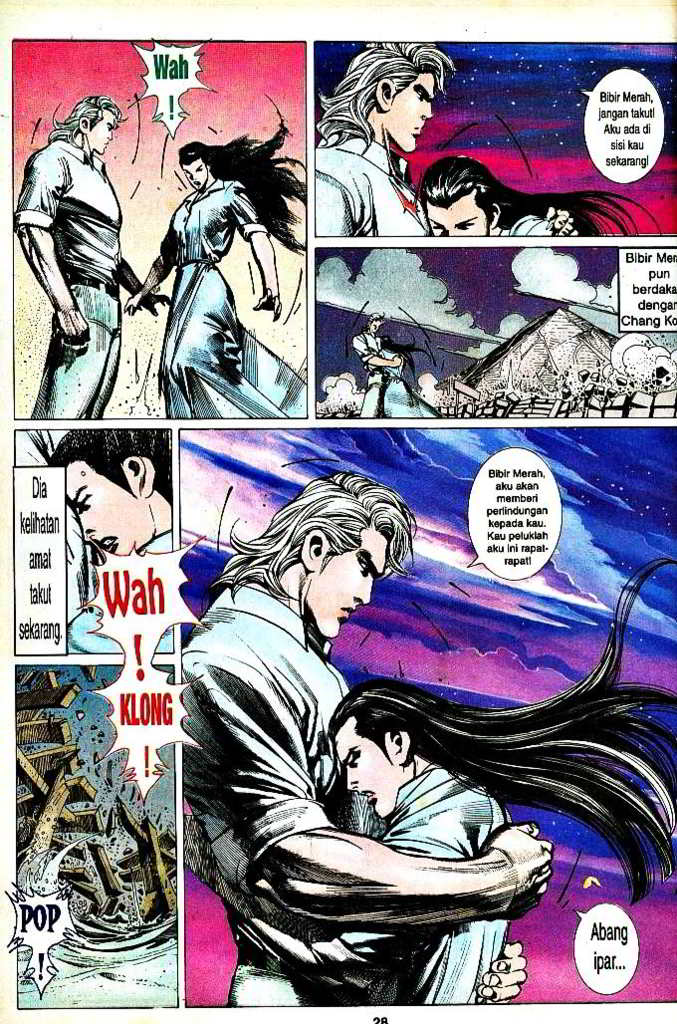 Wah
!
Bibir Merah,
jangan takut!
Aku ada di
sisi kau
sekarang!
Bibir Mer
pun
berdaka
dengar
Chang Ko
Dia
kelihatan
amat
takut
sekarang.
Wah
!
KLONG
!
POP
!
Bibir Merah,
aku akan
memberi
perlindungan
kepada kau.
Kau peluklah
aku ini rapat-
rapat!
Abang
ipar...
28